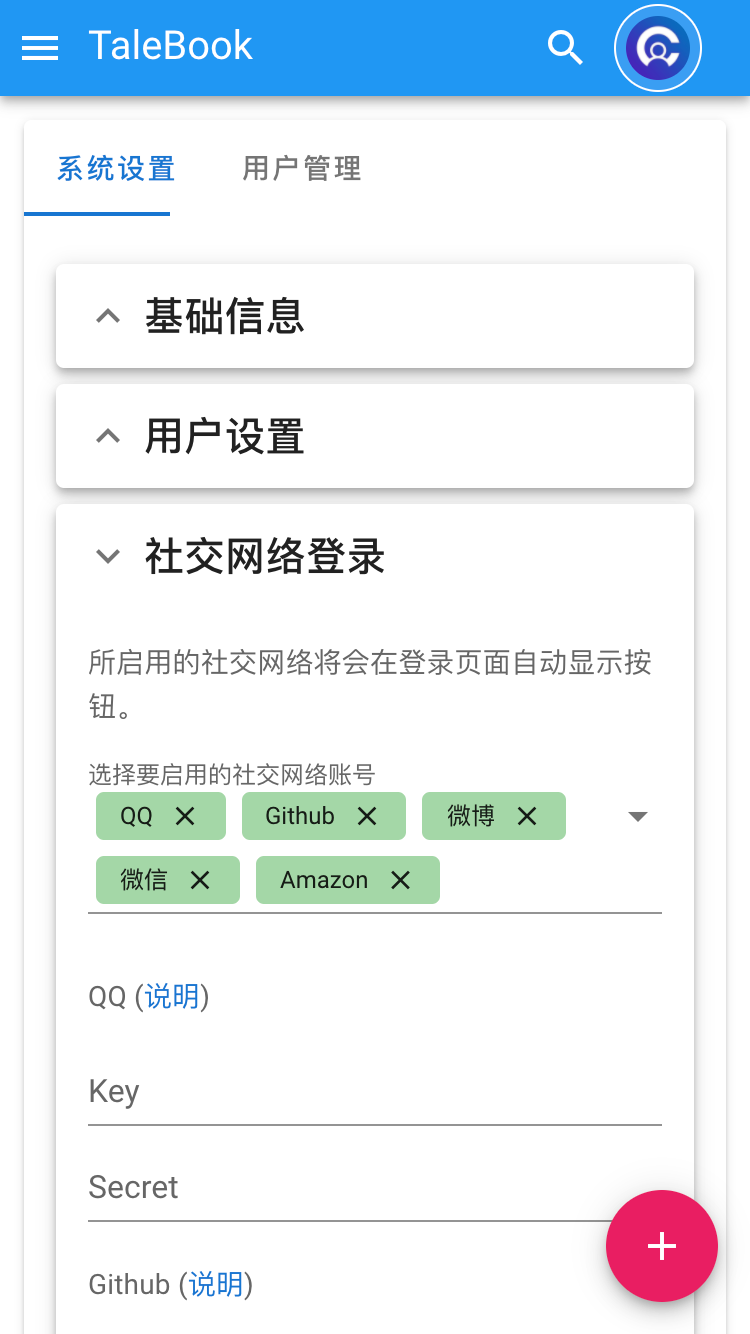 TaleBook
系统设置 用户管理
基础信息
用户设置
社交网络登录
所启用的社交网络将会在登录页面自动显示按
钮。
选择要启用的社交网络账号
QQ Github 微博
微信 Amazon
QQ (说明)
Key
Secret
Github (说明)